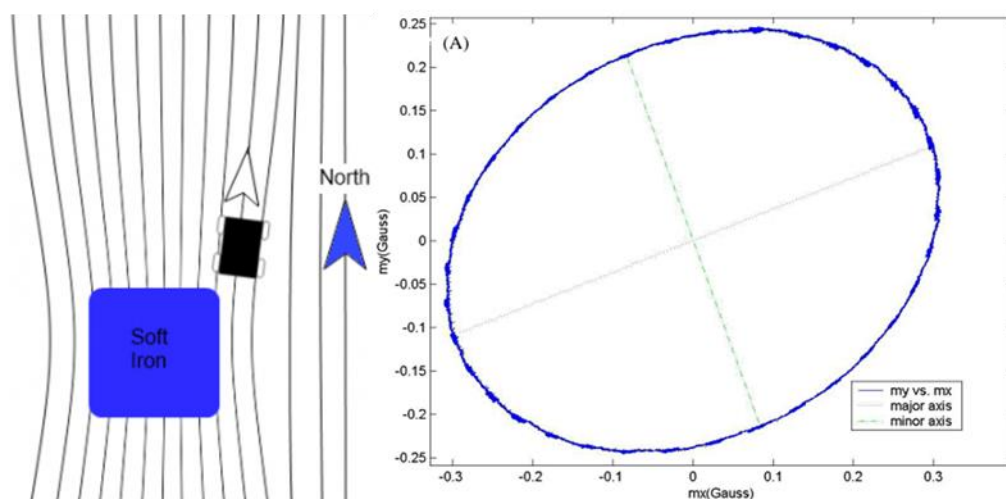 North
Soft
Iron
(A)
my(Gauss)
0.25
0.2
0.15
0.1
0.05
0
-0.05
-0.1
-0.15
-0.2
-0.25
my vs. mx
major axis
minor axis
-0.3
-0.2
-0.1
0
0.1
0.2
0.3
mx(Gauss)